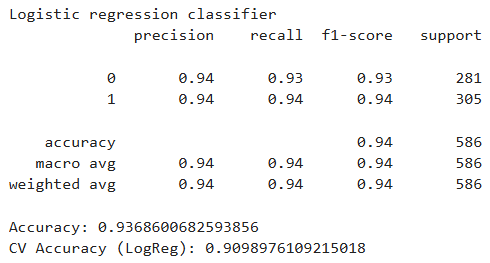 Logistic regression classifier
precision recall f1-score support
0 0.94 0.93 0.93 281
1 0.94 0.94 0.94 305
accuracy 0.94 586
macro avg 0.94 0.94 0.94 586
weighted avg 0.94 0.94 0.94 586
Accuracy: 0.9368600682593856
CV Accuracy (LogReg): 0.9098976109215018